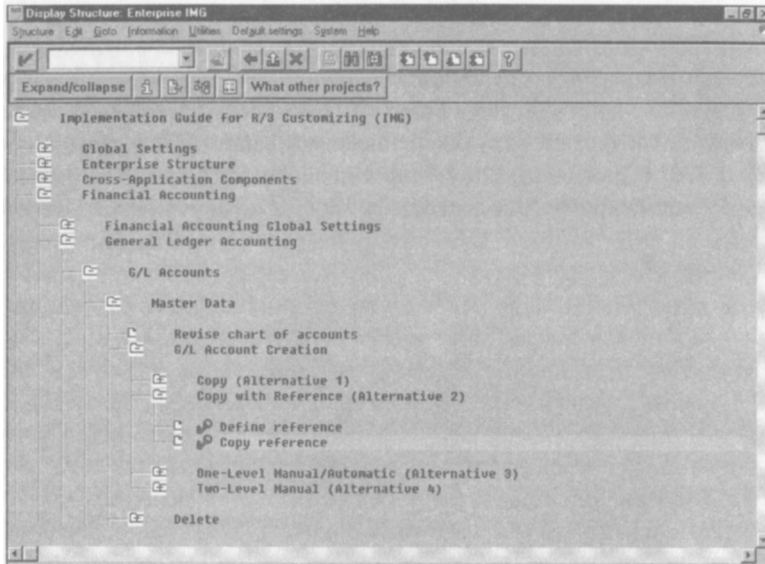 Display Structure: Enterprise IMG
Structure Edit Goto Information Utilities Default settings System Help
Expand/collapse What other projects?
Implementation Guide for R/3 Customizing (IMG)
Global Settings
Enterprise Structure
Cross-Application Components
Financial Accounting
Financial Accounting Global Settings
General Ledger Accounting
G/L Accounts
Master Data
Revise chart of accounts
G/L Account Creation
Copy (Alternative 1)
Copy with Reference (Alternative 2)
Define reference
Copy reference
One-Level Manual/Automatic (Alternative 3)
Two-Level Manual (Alternative 4)
Delete